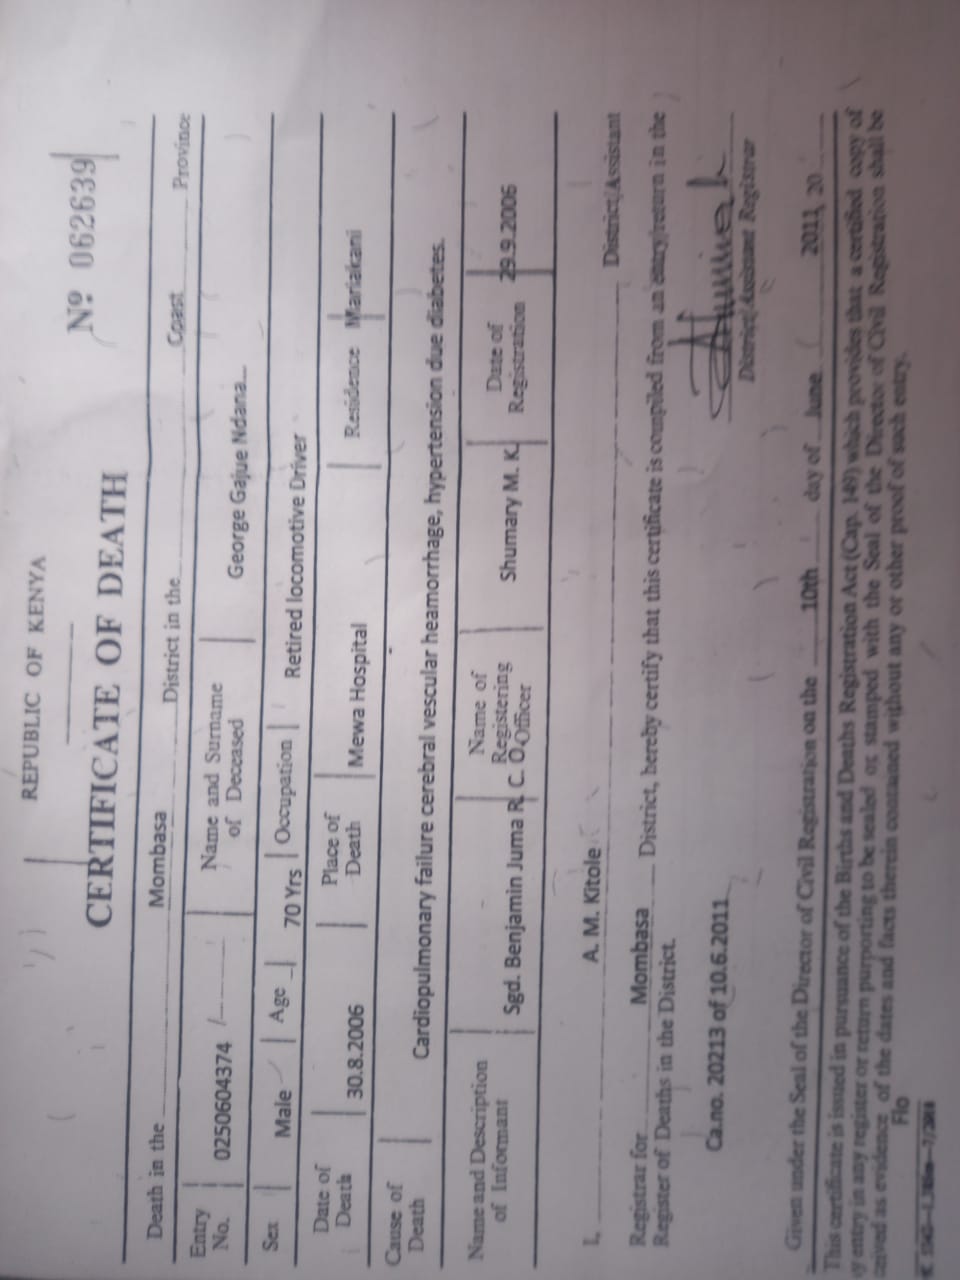 REPUBLIC OF KENYA
CERTIFICATE OF DEATH
Nº 062639
Death in the Mombasa District in the Coast Province
Entry No. 0250604374 Name and Surname of Deceased George Gajue Ndana...
Sex Male Age 70 Yrs Occupation Retired locomotive Driver
Date of Death 30.8.2006 Place of Death Mewa Hospital Residence Mariakani
Cause of Death Cardiopulmonary failure cerebral vescular heamorrhage, hypertension due diabetes.
Name and Description of Informant Sgd. Benjamin Juma R. C. O Name of Registering Officer Shumary M. K. Date of Registration 29.9.2006
I, A. M. Kitole District/Assistant
Registrar for Mombasa District, hereby certify that this certificate is compiled from an entry/return in the
Register of Deaths in the District.
Ca.no. 20213 of 10.6.2011
District/Assistant Registrar
Given under the Seal of the Director of Civil Registration on the 10th day of June 2011, 20
This certificate is issued in pursuance of the Births and Deaths Registration Act (Cap. 149) which provides that a certified copy of
y entry in any register or return purporting to be sealed or stamped with the Seal of the Director of Civil Registration shall be
ceived as evidence of the dates and facts therein contained without any or other proof of such entry.
Flo